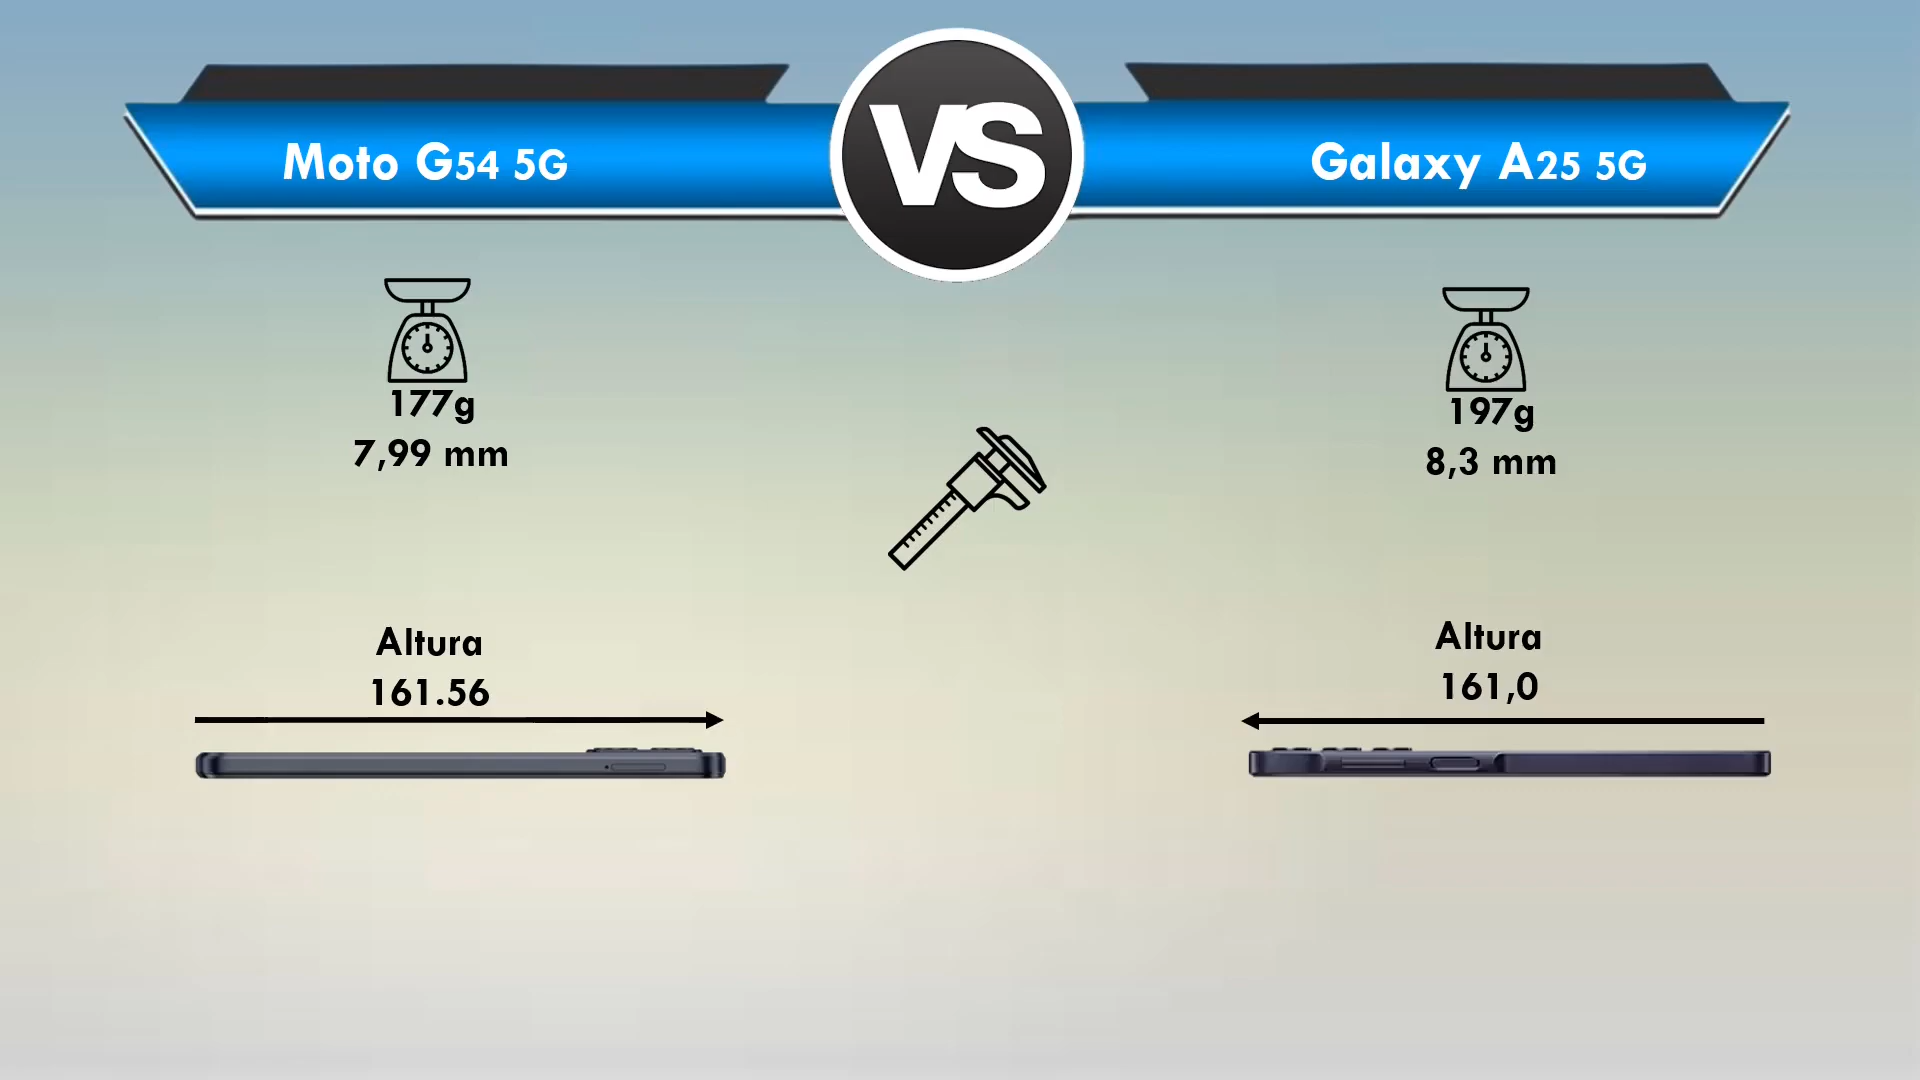 Moto G54 5G
VS
Galaxy A25 5G
177g
7,99 mm
197g
8,3 mm
Altura
161.56
Altura
161,0